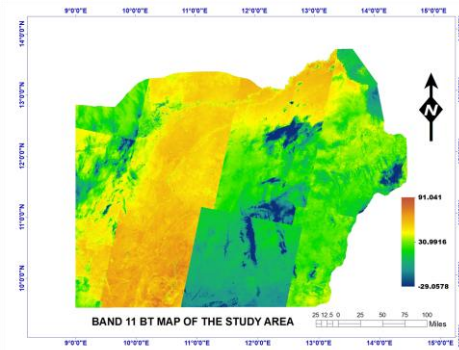 9°0'0"E 10°0'0"E 11°0'0"E 12°0'0"E 13°0'0"E 14°0'0"E 15°0'0"E
14°0'0"N
13°0'0"N
12°0'0"N
11°0'0"N
10°0'0"N
N
91.041
30.9916
-29.0578
BAND 11 BT MAP OF THE STUDY AREA
25 12.5 0 25 50 75 100
Miles
9°0'0"E 10°0'0"E 11°0'0"E 12°0'0"E 13°0'0"E 14°0'0"E 15°0'0"E